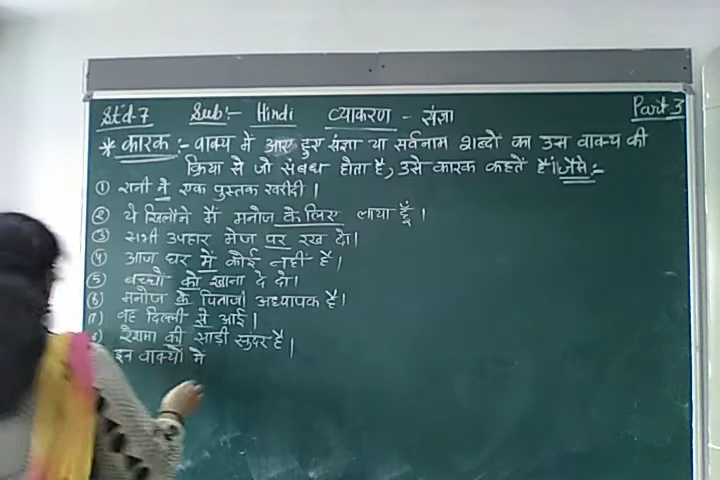 Std-7 Sub:- Hindi व्याकरण - संज्ञा Part-3
* कारक :- वाक्य में आए हुए संज्ञा या सर्वनाम शब्दों का उस वाक्य की
क्रिया से जो संबंध होता है, उसे कारक कहतें है। जैसे:-
① रानी ने एक पुस्तक खरीदी ।
② ये खिलौने मैं मनोज के लिए लाया हूँ ।
③ सभी उपहार मेज पर रख दो।
④ आज घर में कोई नहीं है।
⑤ बच्चों को खाना दे दो।
⑥ मनोज के पिताजी अध्यापक है।
वह दिल्ली से आई ।
रेशमा की साड़ी सुंदर है।
इन वाक्यों में